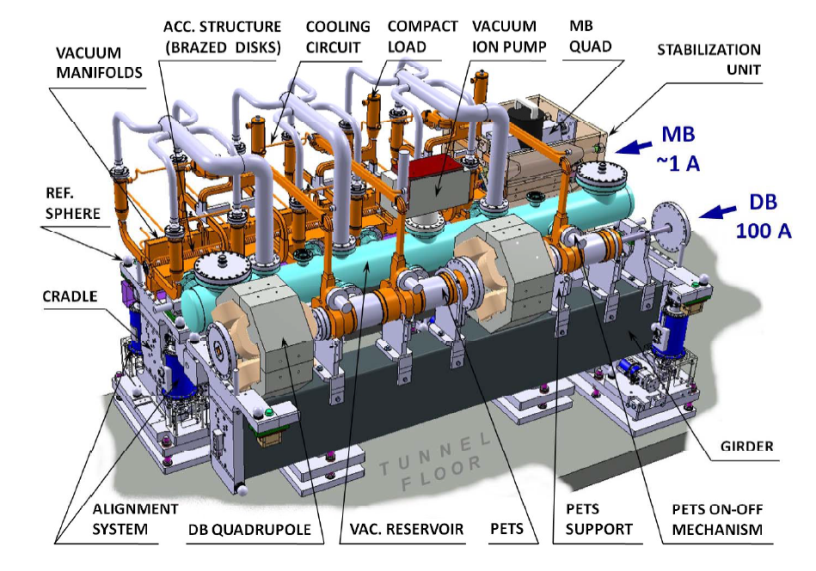 ACC. STRUCTURE
(BRAZED DISKS)
COOLING
CIRCUIT
COMPACT
LOAD
VACUUM
ION PUMP
MB
QUAD
VACUUM
MANIFOLDS
STABILIZATION
UNIT
MB
~1 A
REF.
SPHERE
DB
100 A
CRADLE
TUNNEL
FLOOR
GIRDER
ALIGNMENT
SYSTEM
DB QUADRUPOLE
VAC. RESERVOIR
PETS
PETS
SUPPORT
PETS ON-OFF
MECHANISM